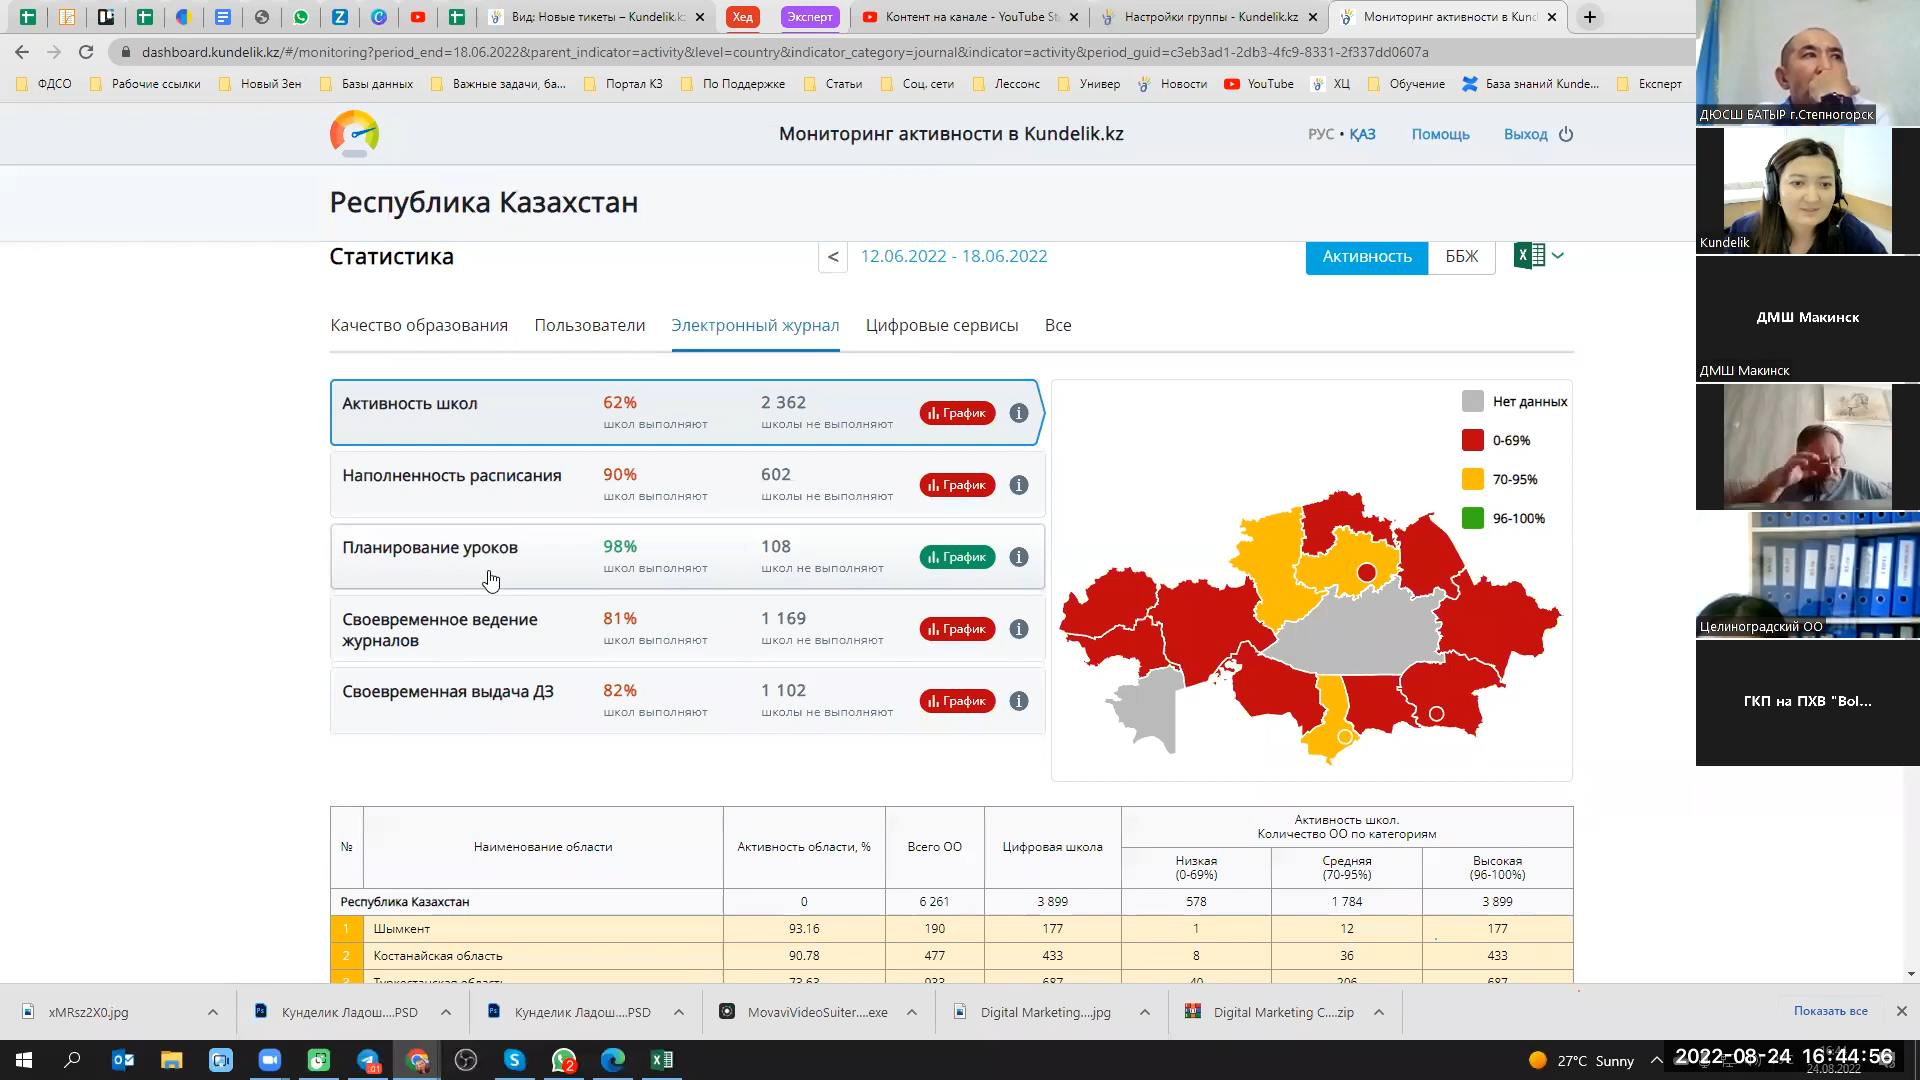 Вид: Новые тикеты – Kundelik.k:
Хед
Эксперт
Контент на канале - YouTube St
Настройки группы - Kundelik.kz
Мониторинг активности в Kund
dashboard.kundelik.kz/#/monitoring?period_end=18.06.2022&parent_indicator=activity&level=country&indicator_category=journal&indicator=activity&period_guid=c3eb3ad1-2db3-4fc9-8331-2f337dd0607a
ФДСО
Рабочие ссылки
Новый Зен
Базы данных
Важные задачи, ба...
Портал КЗ
По Поддержке
Статьи
Соц. сети
Лессонс
Универ
Новости
YouTube
ХЦ
Обучение
База знаний Kunde...
Експерт
Мониторинг активности в Kundelik.kz
РУС • ҚАЗ
Помощь
Выход
Республика Казахстан
Статистика
<
12.06.2022 - 18.06.2022
Активность
ББЖ
Качество образования
Пользователи
Электронный журнал
Цифровые сервисы
Все
Активность школ
62%
школ выполняют
2 362
школы не выполняют
График
Наполненность расписания
90%
школ выполняют
602
школы не выполняют
График
Планирование уроков
98%
школ выполняют
108
школ не выполняют
График
Своевременное ведение
журналов
81%
школ выполняют
1 169
школ не выполняют
График
Своевременная выдача ДЗ
82%
школ выполняют
1 102
школы не выполняют
График
Нет данных
0-69%
70-95%
96-100%
№
Наименование области
Активность области, %
Всего ОО
Цифровая школа
Активность школ.
Количество ОО по категориям
Низкая
(0-69%)
Средняя
(70-95%)
Высокая
(96-100%)
Республика Казахстан 0 6 261 3 899 578 1 784 3 899
1 Шымкент 93.16 190 177 1 12 177
2 Костанайская область 90.78 477 433 8 36 433
3 Туркестанская область 73.63 933 687 40 206 687
ДЮСШ БАТЫР г.Степногорск
Kundelik
ДМШ Макинск
ДМШ Макинск
Целиноградский ОО
ГКП на ПХВ "Bol...
xMRsz2X0.jpg
Кунделик Ладош....PSD
Кунделик Ладош....PSD
MovaviVideoSuiter....exe
Digital Marketing....jpg
Digital Marketing C....zip
Показать все
2
27°C Sunny
2022-08-24 16:44:56
24.08.2022